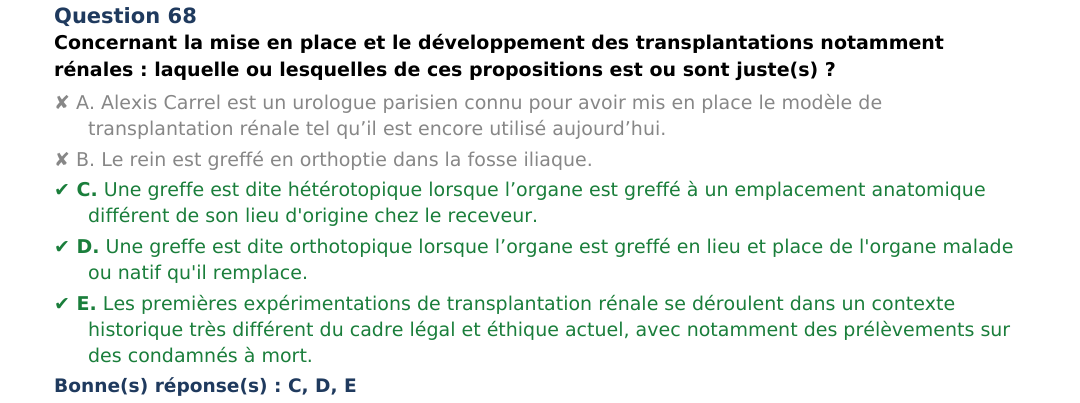 Question 68
Concernant la mise en place et le développement des transplantations notamment
rénales : laquelle ou lesquelles de ces propositions est ou sont juste(s) ?
✘ A. Alexis Carrel est un urologue parisien connu pour avoir mis en place le modèle de
transplantation rénale tel qu’il est encore utilisé aujourd’hui.
✘ B. Le rein est greffé en orthoptie dans la fosse iliaque.
✔ C. Une greffe est dite hétérotopique lorsque l’organe est greffé à un emplacement anatomique
différent de son lieu d'origine chez le receveur.
✔ D. Une greffe est dite orthotopique lorsque l’organe est greffé en lieu et place de l'organe malade
ou natif qu'il remplace.
✔ E. Les premières expérimentations de transplantation rénale se déroulent dans un contexte
historique très différent du cadre légal et éthique actuel, avec notamment des prélèvements sur
des condamnés à mort.
Bonne(s) réponse(s) : C, D, E